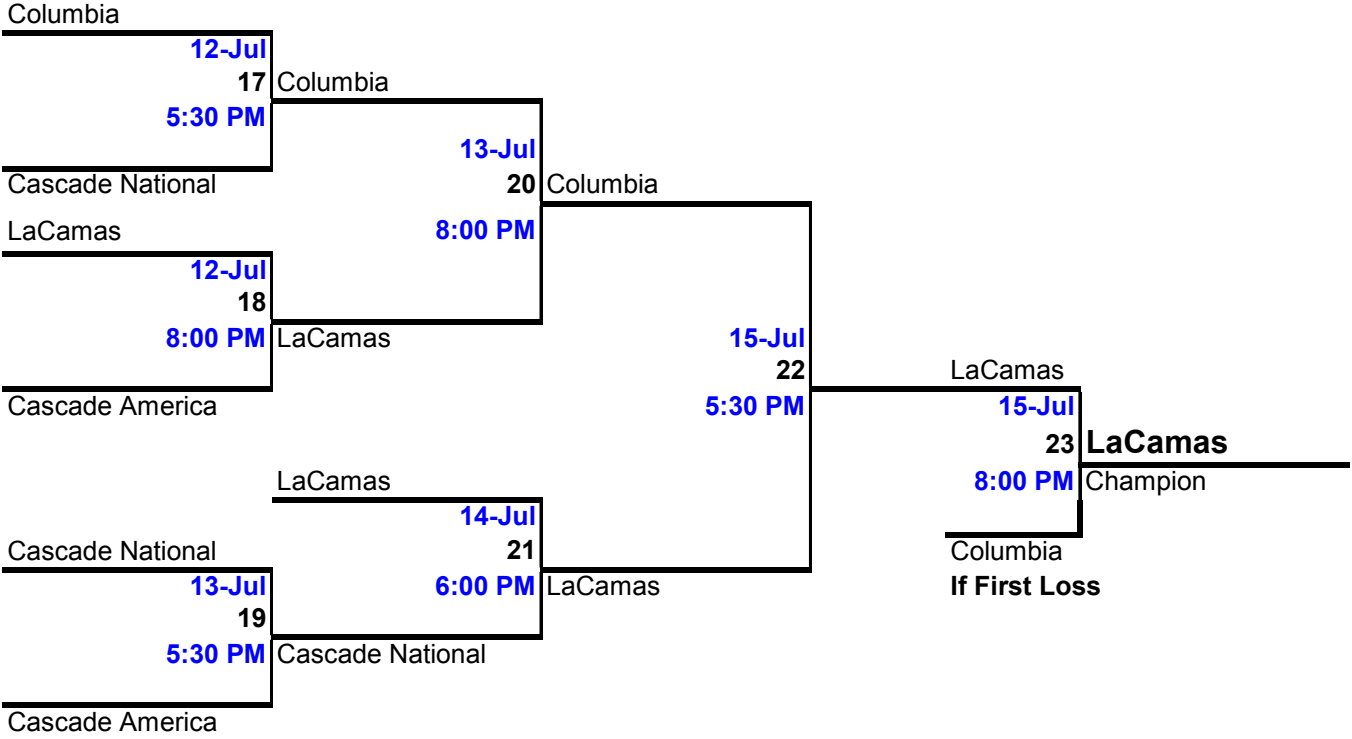 Columbia
12-Jul
17 Columbia
5:30 PM
13-Jul
Cascade National
20 Columbia
LaCamas
8:00 PM
12-Jul
18
8:00 PM LaCamas
15-Jul
22
LaCamas
Cascade America
5:30 PM
15-Jul
23 LaCamas
LaCamas
8:00 PM Champion
14-Jul
Cascade National
21
Columbia
13-Jul
6:00 PM LaCamas
If First Loss
19
5:30 PM Cascade National
Cascade America